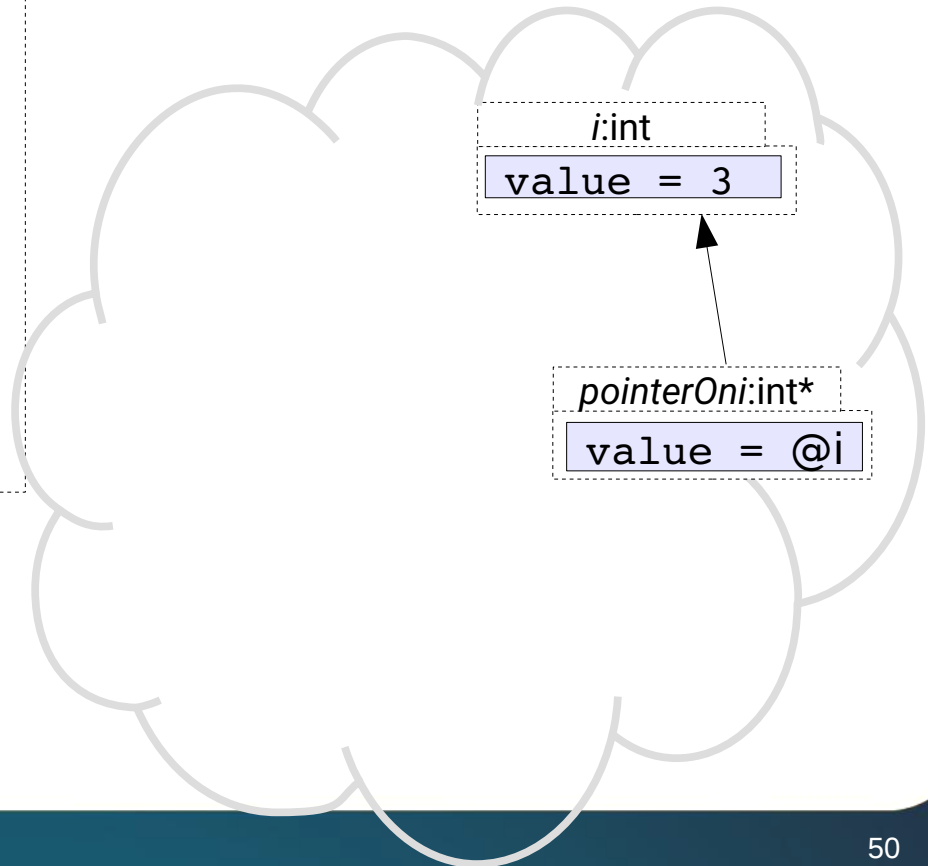 i:int
value = 3
pointerOni:int*
value = @i
50